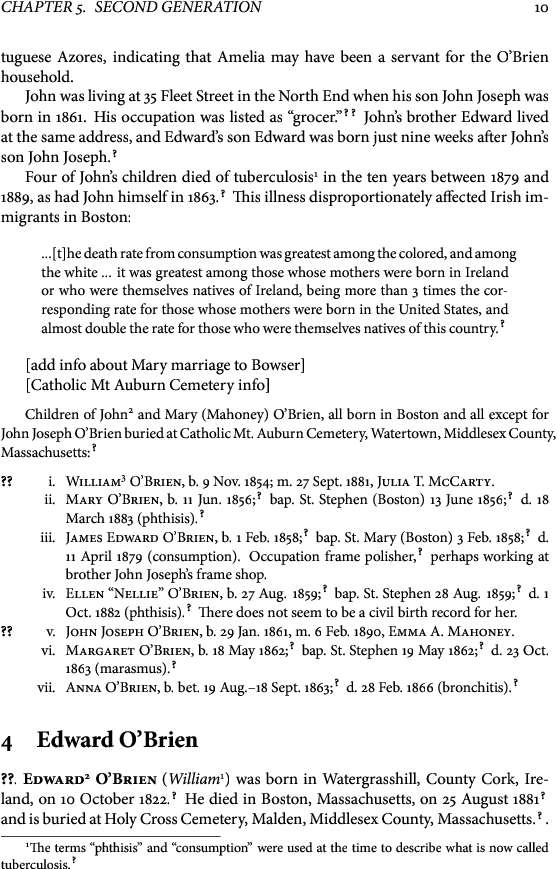 CHAPTER 5. SECOND GENERATION 10
tuguese Azores, indicating that Amelia may have been a servant for the O’Brien
household.
John was living at 35 Fleet Street in the North End when his son John Joseph was
born in 1861. His occupation was listed as “grocer.”? ? John’s brother Edward lived
at the same address, and Edward’s son Edward was born just nine weeks after John’s
son John Joseph.?
Four of John’s children died of tuberculosis¹ in the ten years between 1879 and
1889, as had John himself in 1863.? This illness disproportionately affected Irish im-
migrants in Boston:
...[t]he death rate from consumption was greatest among the colored, and among
the white ... it was greatest among those whose mothers were born in Ireland
or who were themselves natives of Ireland, being more than 3 times the cor-
responding rate for those whose mothers were born in the United States, and
almost double the rate for those who were themselves natives of this country.?
[add info about Mary marriage to Bowser]
[Catholic Mt Auburn Cemetery info]
Children of John² and Mary (Mahoney) O’Brien, all born in Boston and all except for
John Joseph O’Brien buried at Catholic Mt. Auburn Cemetery, Watertown, Middlesex County,
Massachusetts:?
?? i. William³ O’Brien, b. 9 Nov. 1854; m. 27 Sept. 1881, Julia T. McCarty.
ii. Mary O’Brien, b. 11 Jun. 1856;? bap. St. Stephen (Boston) 13 June 1856;? d. 18
March 1883 (phthisis).?
iii. James Edward O’Brien, b. 1 Feb. 1858;? bap. St. Mary (Boston) 3 Feb. 1858;? d.
11 April 1879 (consumption). Occupation frame polisher,? perhaps working at
brother John Joseph’s frame shop.
iv. Ellen “Nellie” O’Brien, b. 27 Aug. 1859;? bap. St. Stephen 28 Aug. 1859;? d. 1
Oct. 1882 (phthisis).? There does not seem to be a civil birth record for her.
?? v. John Joseph O’Brien, b. 29 Jan. 1861, m. 6 Feb. 1890, Emma A. Mahoney.
vi. Margaret O’Brien, b. 18 May 1862;? bap. St. Stephen 19 May 1862;? d. 23 Oct.
1863 (marasmus).?
vii. Anna O’Brien, b. bet. 19 Aug.–18 Sept. 1863;? d. 28 Feb. 1866 (bronchitis).?
4 Edward O’Brien
??. Edward² O’Brien (William¹) was born in Watergrasshill, County Cork, Ire-
land, on 10 October 1822.? He died in Boston, Massachusetts, on 25 August 1881?
and is buried at Holy Cross Cemetery, Malden, Middlesex County, Massachusetts.? .
¹The terms “phthisis” and “consumption” were used at the time to describe what is now called
tuberculosis.?